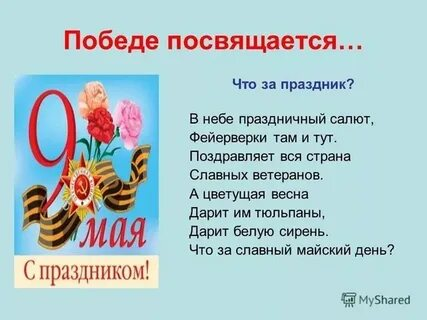 Победе посвящается…
Что за праздник?
В небе праздничный салют,
Фейерверки там и тут.
Поздравляет вся страна
Славных ветеранов.
А цветущая весна
Дарит им тюльпаны,
Дарит белую сирень.
Что за славный майский день?
9
мая
С праздником!
MyShared